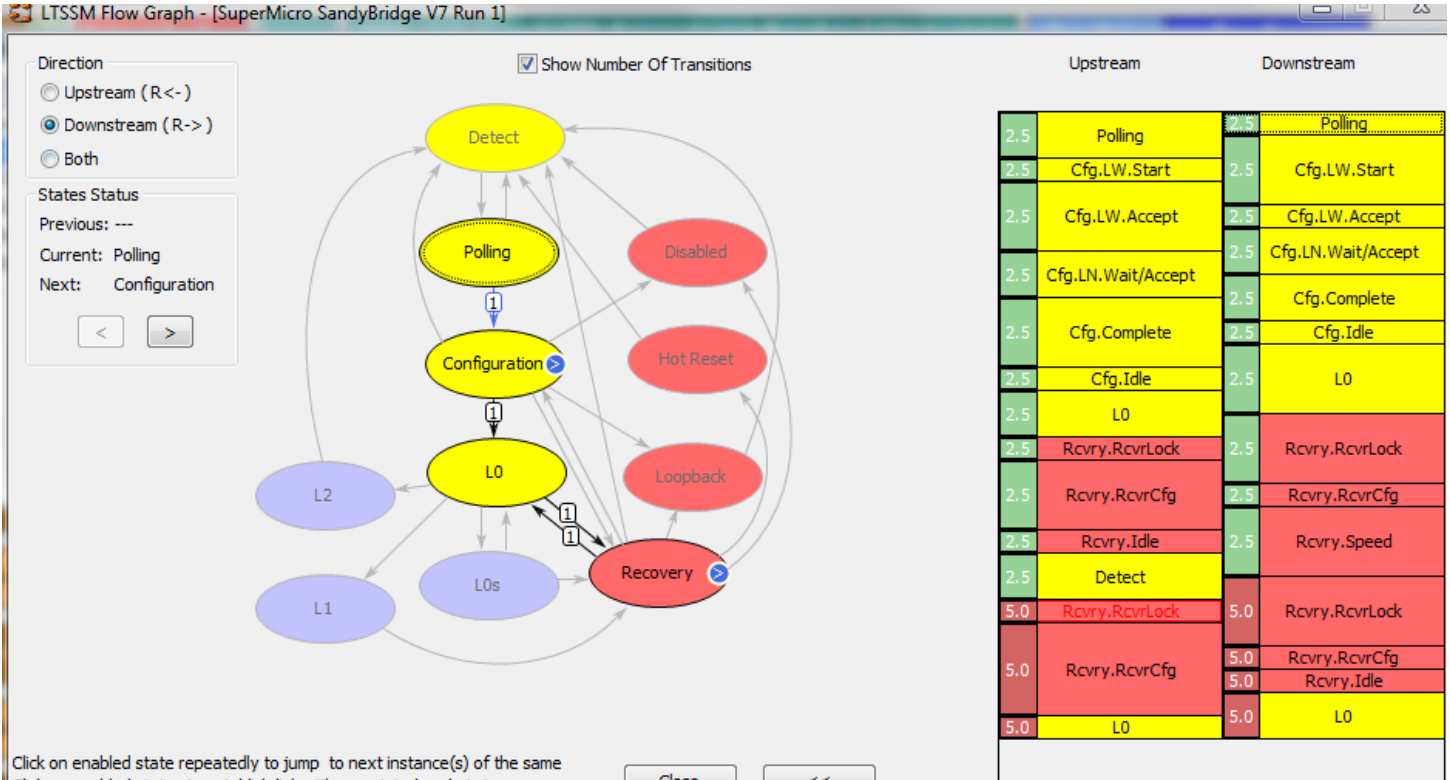 LTSSM Flow Graph - [SuperMicro SandyBridge V7 Run 1]
Direction
Upstream ( R<- )
Downstream ( R-> )
Both
States Status
Previous: ---
Current: Polling
Next: Configuration
<
>
Show Number Of Transitions
Detect
Polling
Disabled
1
Configuration >
Hot Reset
1
L0
Loopback
L2
1
1
Recovery >
L0s
L1
Upstream
2.5 Polling
2.5 Cfg.LW.Start
2.5 Cfg.LW.Accept
2.5 Cfg.LN.Wait/Accept
2.5 Cfg.Complete
2.5 Cfg.Idle
2.5 L0
2.5 Rcvry.RcvrLock
2.5 Rcvry.RcvrCfg
2.5 Rcvry.Idle
2.5 Detect
5.0 Rcvry.RcvrLock
5.0 Rcvry.RcvrCfg
5.0 L0
Downstream
2.5 Polling
2.5 Cfg.LW.Start
2.5 Cfg.LW.Accept
2.5 Cfg.LN.Wait/Accept
2.5 Cfg.Complete
2.5 Cfg.Idle
2.5 L0
2.5 Rcvry.RcvrLock
2.5 Rcvry.RcvrCfg
2.5 Rcvry.Speed
5.0 Rcvry.RcvrLock
5.0 Rcvry.RcvrCfg
5.0 Rcvry.Idle
5.0 L0
Click on enabled state repeatedly to jump to next instance(s) of the same
Close
<<